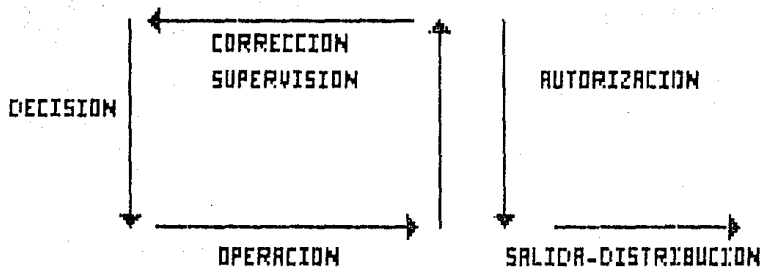 CORRECCION
SUPERVISION
AUTORIZACION
DECISION
OPERACION
SALIDA-DISTRIBUCION